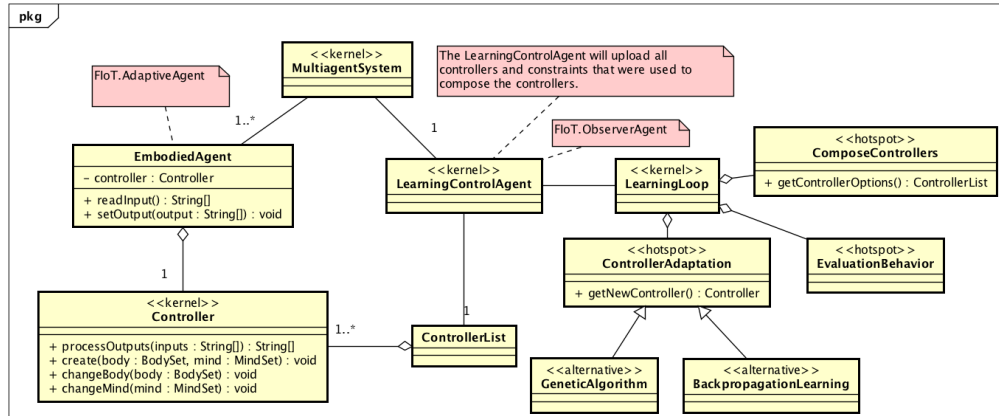 pkg
<<kernel>>
MultiagentSystem
The LearningControlAgent will upload all
controllers and constraints that were used to
compose the controllers.
FIoT.AdaptiveAgent
FIoT.ObserverAgent
1..*
1
EmbodiedAgent
– controller : Controller
+ readInput() : String[]
+ setOutput(output : String[]) : void
<<kernel>>
LearningControlAgent
<<kernel>>
LearningLoop
<<hotspot>>
ComposeControllers
+ getControllerOptions() : ControllerList
<<hotspot>>
ControllerAdaptation
+ getNewController() : Controller
<<hotspot>>
EvaluationBehavior
1
<<kernel>>
Controller
+ processOutputs(inputs : String[]) : String[]
+ create(body : BodySet, mind : MindSet) : void
+ changeBody(body : BodySet) : void
+ changeMind(mind : MindSet) : void
1..*
1
ControllerList
<<alternative>>
GeneticAlgorithm
<<alternative>>
BackpropagationLearning